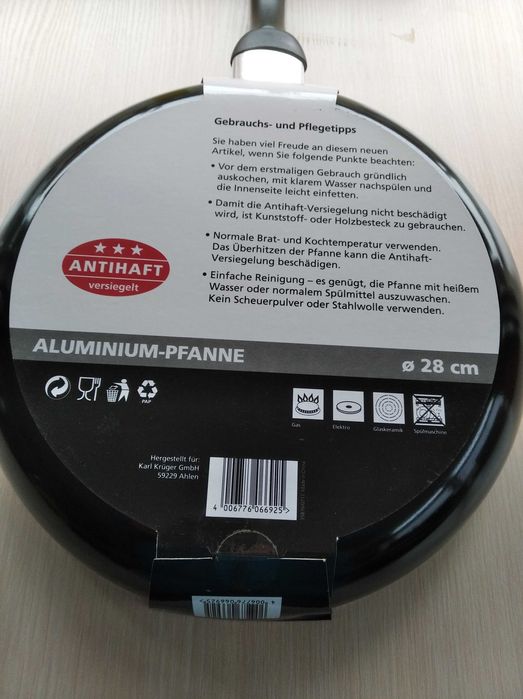 Gebrauchs- und Pflegetipps
Sie haben viel Freude an diesem neuen
Artikel, wenn Sie folgende Punkte beachten:
• Vor dem erstmaligen Gebrauch gründlich
auskochen, mit klarem Wasser nachspülen und
die Innenseite leicht einfetten.
• Damit die Antihaft-Versiegelung nicht beschädigt
wird, ist Kunststoff- oder Holzbesteck zu gebrauchen.
• Normale Brat- und Kochtemperatur verwenden.
Das Überhitzen der Pfanne kann die Antihaft-
Versiegelung beschädigen.
• Einfache Reinigung – es genügt, die Pfanne mit heißem
Wasser oder normalem Spülmittel auszuwaschen.
Kein Scheuerpulver oder Stahlwolle verwenden.
ANTIHAFT
versiegelt
ALUMINIUM-PFANNE
ø 28 cm
PAP
Gas
Elektro
Glaskeramik
Spülmaschine
Hergestellt für:
Karl Krüger GmbH
59229 Ahlen
4 006776 066925 >
4 006776 066925 >